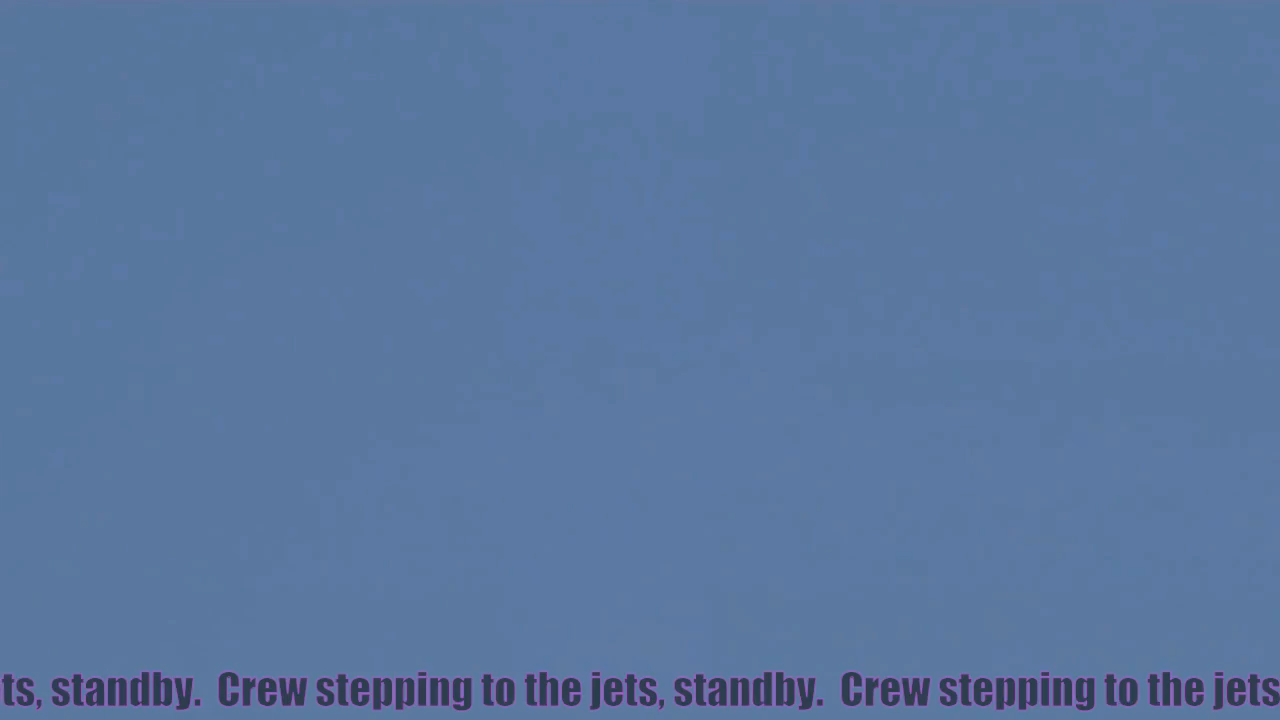 ts, standby.  Crew stepping to the jets, standby.  Crew stepping to the jets